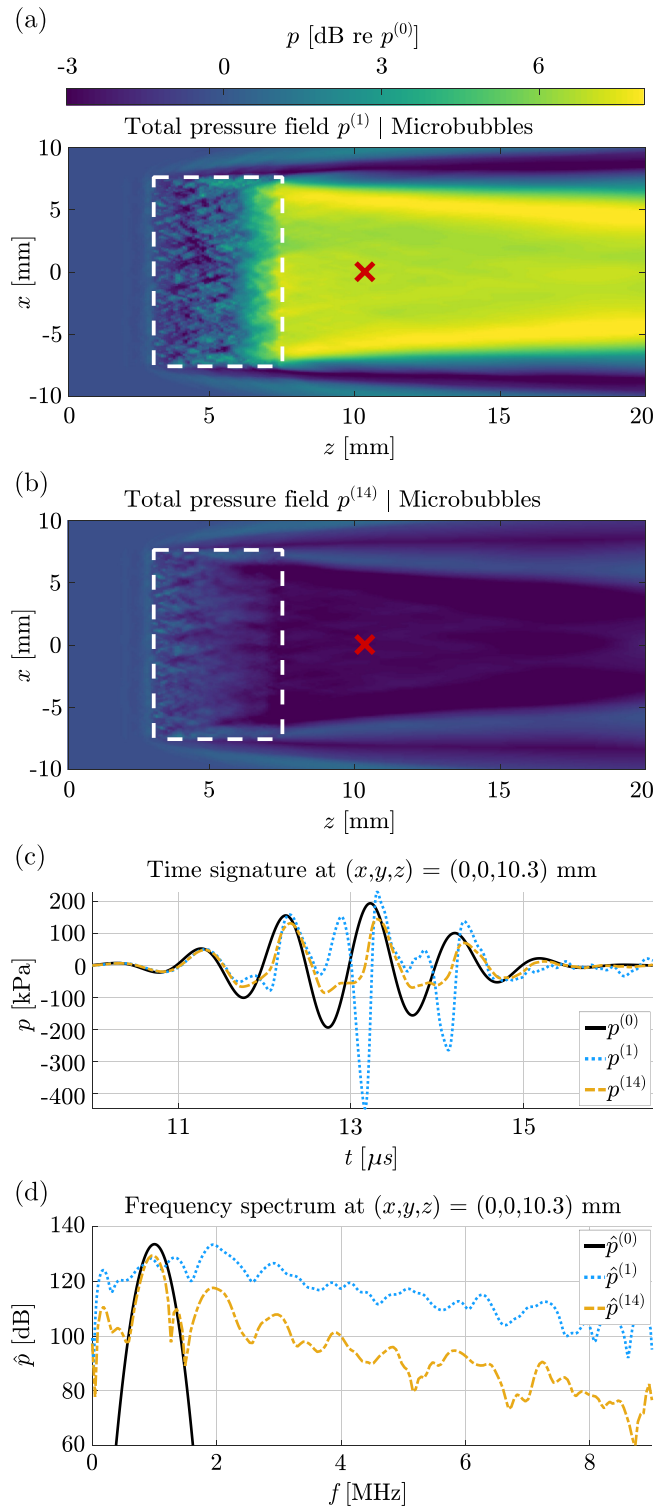 (a)
p [dB re p⁽⁰⁾]
-3 0 3 6
Total pressure field p⁽¹⁾ | Microbubbles
10
5
0
-5
-10
x [mm]
0 5 10 15 20
z [mm]
(b)
Total pressure field p⁽¹⁴⁾ | Microbubbles
10
5
0
-5
-10
x [mm]
0 5 10 15 20
z [mm]
(c)
Time signature at (x,y,z) = (0,0,10.3) mm
200
100
0
-100
-200
-300
-400
p [kPa]
p⁽⁰⁾
p⁽¹⁾
p⁽¹⁴⁾
11 13 15
t [μs]
(d)
Frequency spectrum at (x,y,z) = (0,0,10.3) mm
140
120
100
80
60
p̂ [dB]
p̂⁽⁰⁾
p̂⁽¹⁾
p̂⁽¹⁴⁾
0 2 4 6 8
f [MHz]